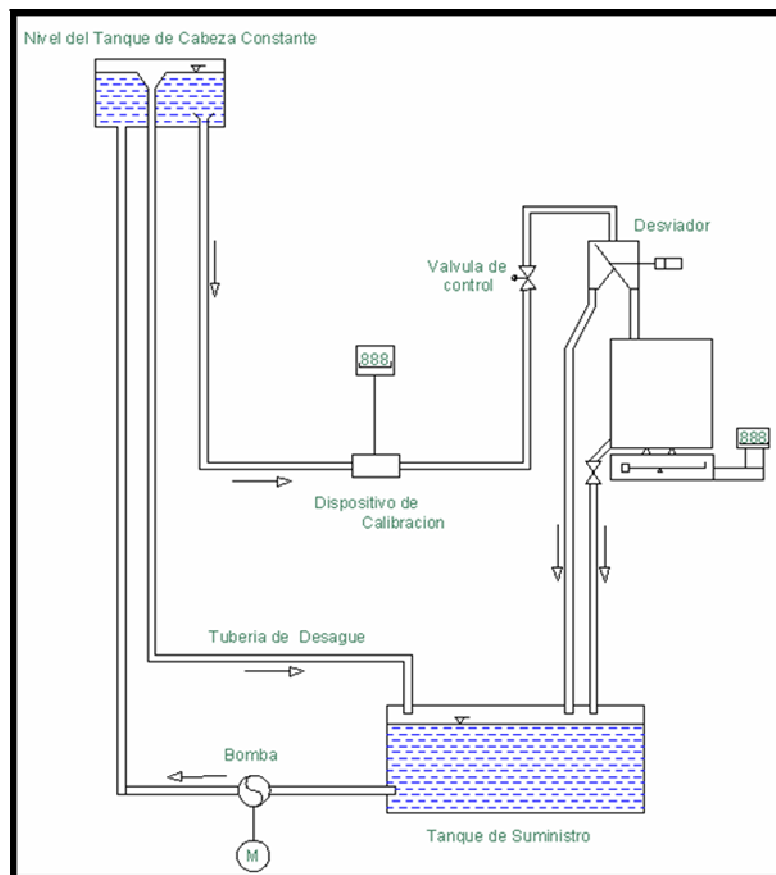 Nivel del Tanque de Cabeza Constante
Desviador
Valvula de
control
888
888
Dispositivo de
Calibracion
Tuberia de Desague
Bomba
Tanque de Suministro
M